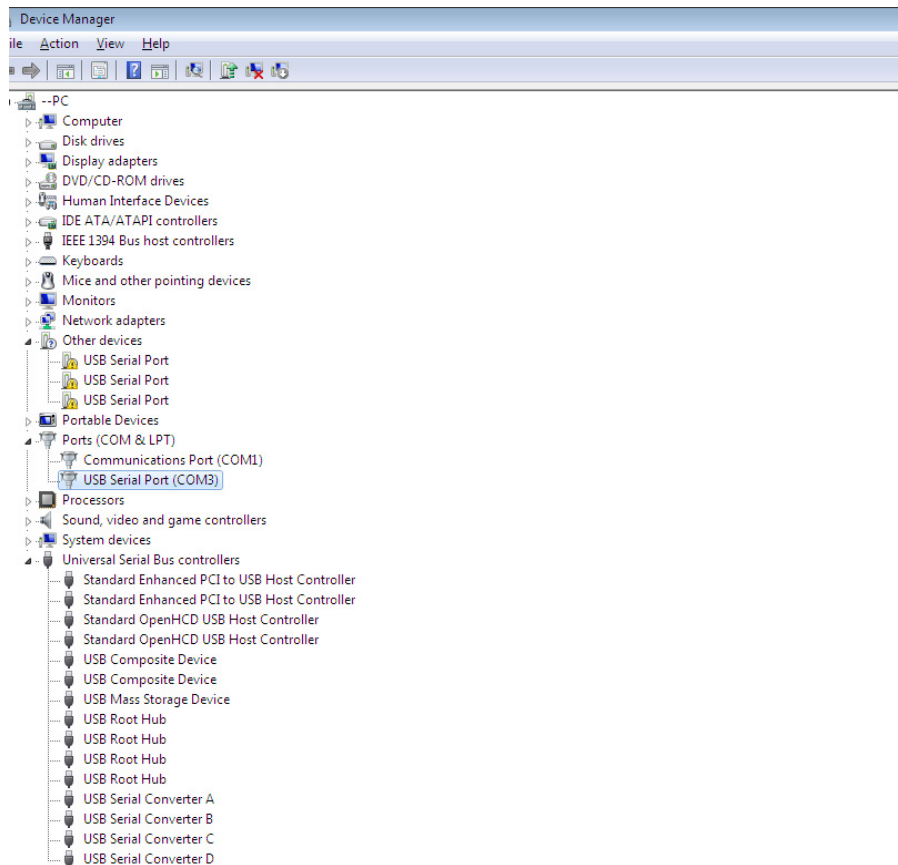 Device Manager
ile Action View Help
--PC
Computer
Disk drives
Display adapters
DVD/CD-ROM drives
Human Interface Devices
IDE ATA/ATAPI controllers
IEEE 1394 Bus host controllers
Keyboards
Mice and other pointing devices
Monitors
Network adapters
Other devices
USB Serial Port
USB Serial Port
USB Serial Port
Portable Devices
Ports (COM & LPT)
Communications Port (COM1)
USB Serial Port (COM3)
Processors
Sound, video and game controllers
System devices
Universal Serial Bus controllers
Standard Enhanced PCI to USB Host Controller
Standard Enhanced PCI to USB Host Controller
Standard OpenHCD USB Host Controller
Standard OpenHCD USB Host Controller
USB Composite Device
USB Composite Device
USB Mass Storage Device
USB Root Hub
USB Root Hub
USB Root Hub
USB Root Hub
USB Serial Converter A
USB Serial Converter B
USB Serial Converter C
USB Serial Converter D